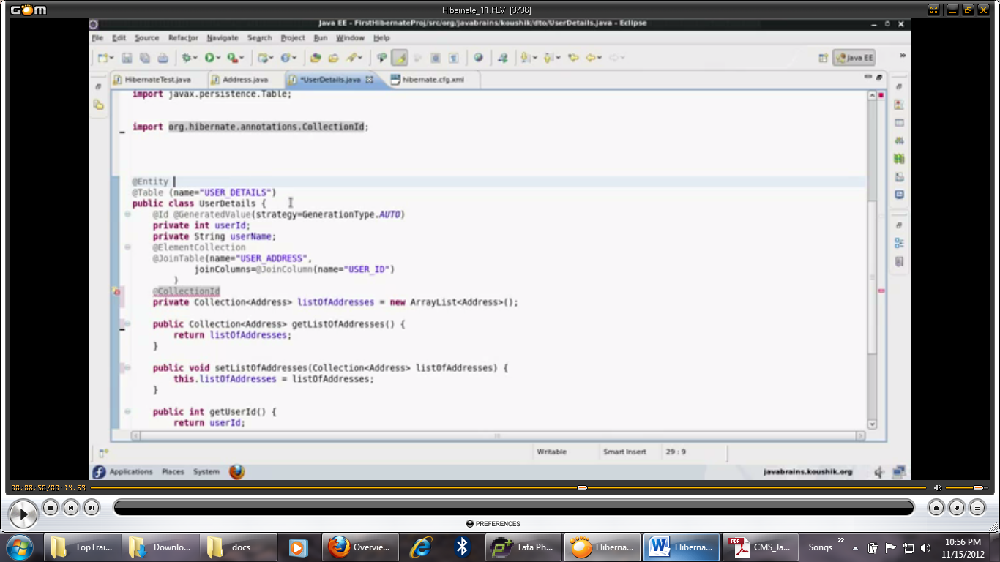 GOM
Hibernate_11.FLV [3/36]
Java EE - FirstHibernateProj/src/org/javabrains/koushik/dto/UserDetails.java - Eclipse
File Edit Source Refactor Navigate Search Project Run Window Help
Java EE
HibernateTest.java Address.java *UserDetails.java hibernate.cfg.xml
import javax.persistence.Table;
import org.hibernate.annotations.CollectionId;
@Entity
@Table (name="USER_DETAILS")
public class UserDetails {
@Id @GeneratedValue(strategy=GenerationType.AUTO)
private int userId;
private String userName;
@ElementCollection
@JoinTable(name="USER_ADDRESS",
joinColumns=@JoinColumn(name="USER_ID")
)
@CollectionId
private Collection<Address> listOfAddresses = new ArrayList<Address>();
public Collection<Address> getListOfAddresses() {
return listOfAddresses;
}
public void setListOfAddresses(Collection<Address> listOfAddresses) {
this.listOfAddresses = listOfAddresses;
}
public int getUserId() {
return userId;
Writable Smart Insert 29 : 9
Applications Places System javabrains.koushik.org
00:08:50/00:14:59
PREFERENCES
TopTrai... Downlo... docs Overvie... Tata Ph... Hiberna... Hiberna... CMS_Ja... Songs 10:56 PM
11/15/2012